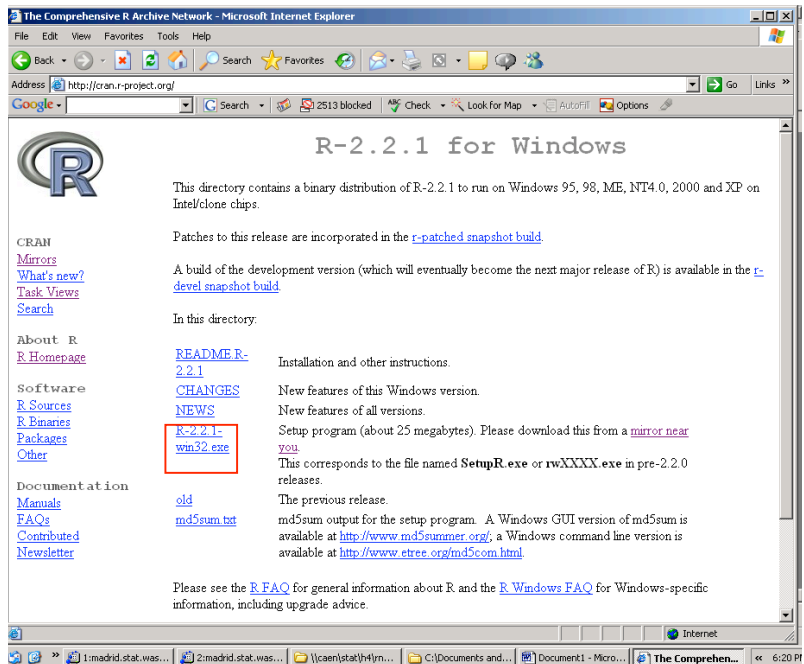 The Comprehensive R Archive Network - Microsoft Internet Explorer
File Edit View Favorites Tools Help
Back Search Favorites
Address http://cran.r-project.org/ Go Links »
Google Search 2513 blocked Check Look for Map AutoFill Options
R
R-2.2.1 for Windows
This directory contains a binary distribution of R-2.2.1 to run on Windows 95, 98, ME, NT4.0, 2000 and XP on
Intel/clone chips.
Patches to this release are incorporated in the r-patched snapshot build.
A build of the development version (which will eventually become the next major release of R) is available in the r-
devel snapshot build.
In this directory:
CRAN
Mirrors
What's new?
Task Views
Search
About R
R Homepage
Software
R Sources
R Binaries
Packages
Other
Documentation
Manuals
FAQs
Contributed
Newsletter
README.R-
2.2.1
Installation and other instructions.
CHANGES New features of this Windows version.
NEWS New features of all versions.
R-2.2.1-
win32.exe
Setup program (about 25 megabytes). Please download this from a mirror near
you.
This corresponds to the file named SetupR.exe or rwXXXX.exe in pre-2.2.0
releases.
old The previous release.
md5sum.txt md5sum output for the setup program. A Windows GUI version of md5sum is
available at http://www.md5summer.org/; a Windows command line version is
available at http://www.etree.org/md5com.html.
Please see the R FAQ for general information about R and the R Windows FAQ for Windows-specific
information, including upgrade advice.
Internet
» 1:madrid.stat.was... 2:madrid.stat.was... \\caen\stat\h4\rn... C:\Documents and... Document1 - Micro... The Comprehen... « 6:20 PM